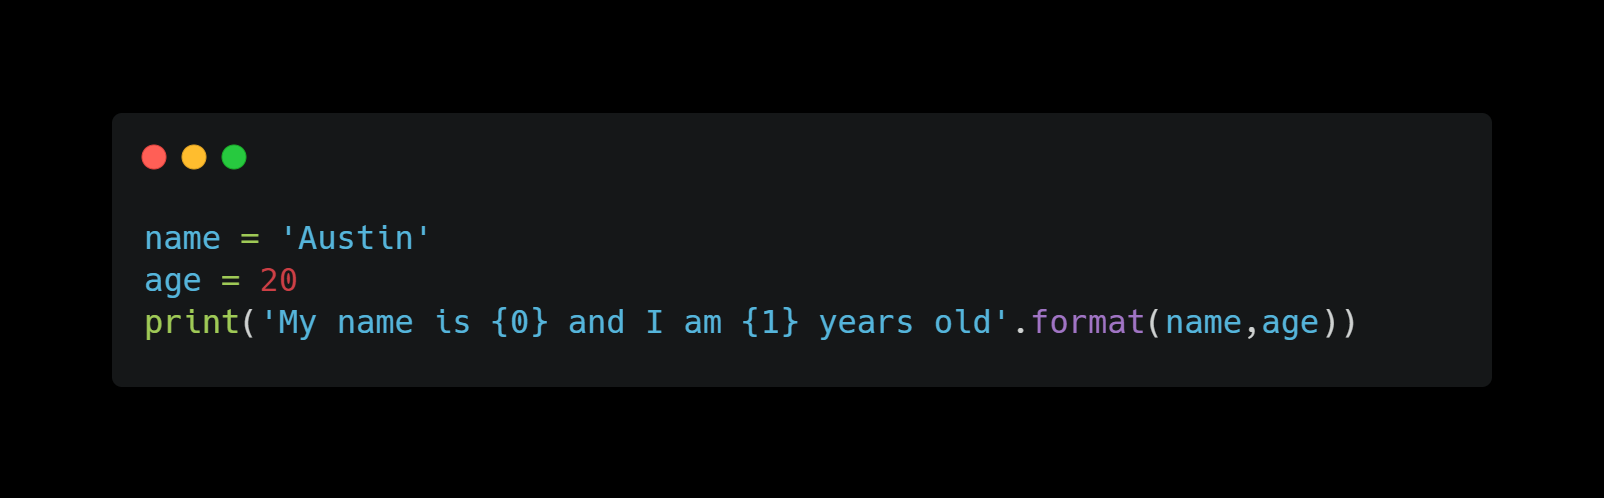 name = 'Austin'
age = 20
print('My name is {0} and I am {1} years old'.format(name,age))